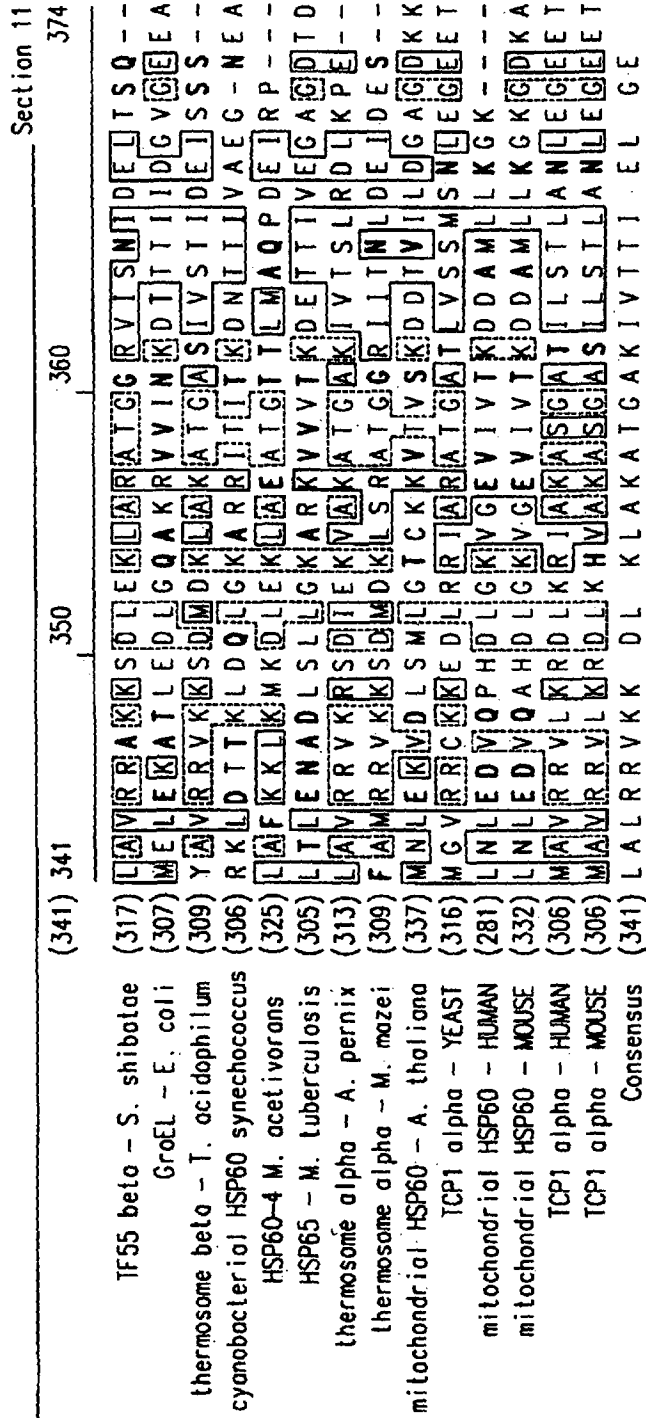 Section 11
(341) 341 350 360 374
TF55 beta - S. shibatae (317) L A V R R A K K S D L E K L A R A T G G R V I S N I D E L T S Q - -
GroEL - E. coli (307) M E L E K A T L E D L G Q A K R V V I N K D T T T I I D G V G E E A
thermosome beta - T. acidophilum (309) Y A V R R V K K S D M D K L A K A T G A S I V S T I D E I S S S - -
cyanobacterial HSP60 synechococcus (306) R K L D T T K L D Q L G K A R R I T I T K D N T T I V A E G - N E A
HSP60-4 M. acetivorans (325) L A F K K L K M K D L E K L A E A T G T T L M A Q P D E I R P - - -
HSP65 - M. tuberculosis (305) L T L E N A D L S L L G K A R K V V V T K D E T T I V E G A G D T D
thermosome alpha - A. pernix (313) L A V R R V K R S D I E K V A K A T G A K I V T S L R D L K P E - -
thermosome alpha - M. mazei (309) F A M R R V K K S D M D K L S R A T G G R I I T N L D E I D E S - -
mitochondrial HSP60 - A. thaliana (337) M N L E K V D L S M L G T C K K V T V S K D D T V I L D G A G D K K
TCP1 alpha - YEAST (316) M G V R R C K K E D L R R I A R A T G A T L V S S M S N L E G E E T
mitochondrial HSP60 - HUMAN (281) L N L E D V Q P H D L G K V G E V I V T K D D A M L L K G K - - - -
mitochondrial HSP60 - MOUSE (332) L N L E D V Q A H D L G K V G E V I V T K D D A M L L K G K G D K A
TCP1 alpha - HUMAN (306) M A V R R V L K R D L K R I A K A S G A T I L S T L A N L E G E E T
TCP1 alpha - MOUSE (306) M A V R R V L K R D L K H V A K A S G A S I L S T L A N L E G E E T
Consensus (341) L A L R R V K K D L K L A K A T G A K I V T T I E L G E